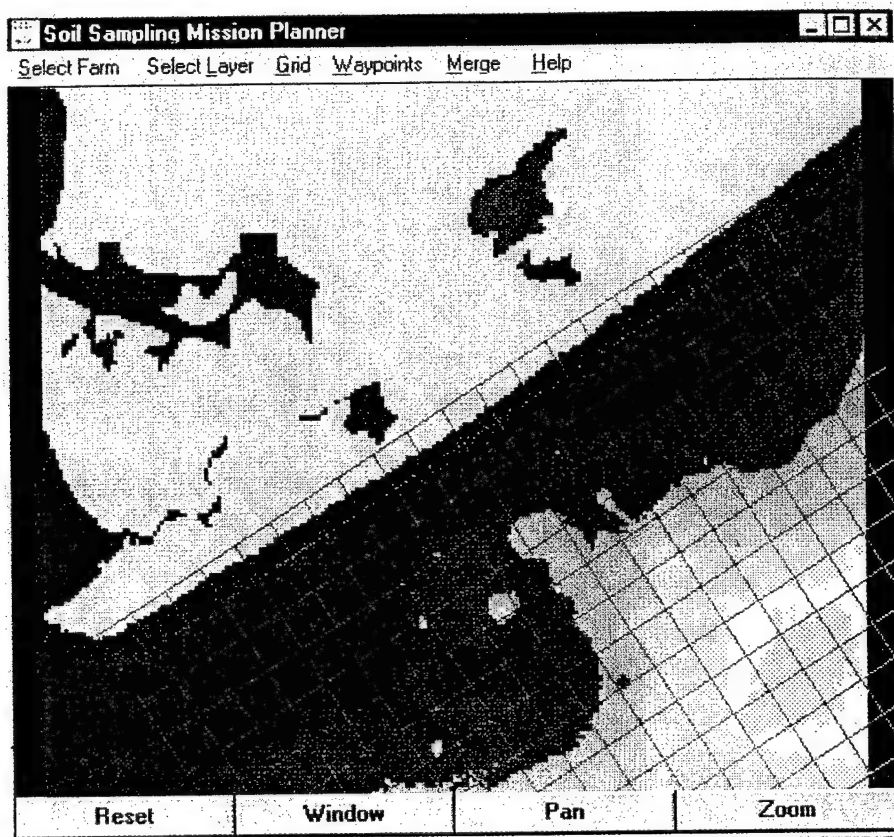 Soil Sampling Mission Planner
Select Farm Select Layer Grid Waypoints Merge Help
Reset Window Pan Zoom